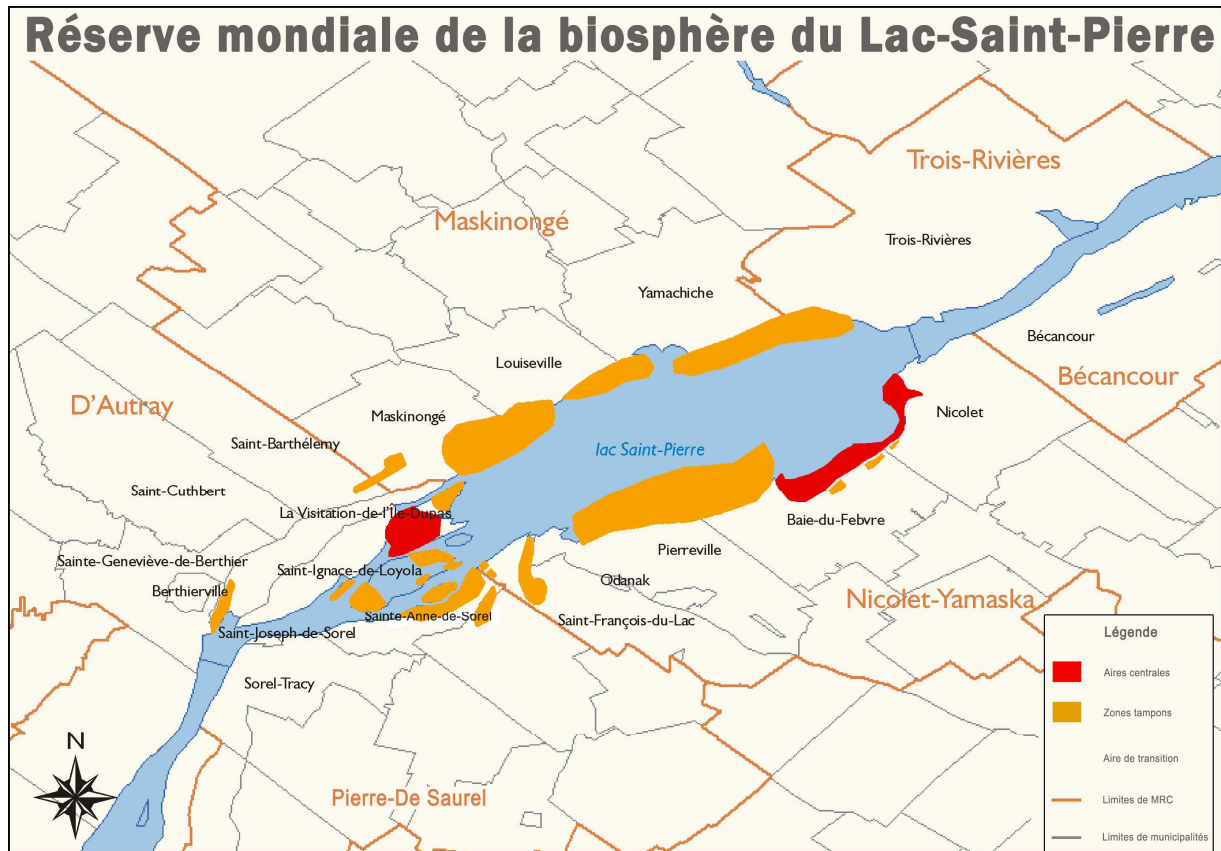 Réserve mondiale de la biosphère du Lac-Saint-Pierre
Trois-Rivières
Maskinongé
Trois-Rivières
Yamachiche
Bécancour
Louiseville
Bécancour
D'Autray
Maskinongé
Nicolet
Saint-Barthélemy
lac Saint-Pierre
Saint-Cuthbert
La Visitation-de-l'Île-Dupas
Baie-du-Febvre
Pierreville
Sainte-Geneviève-de-Berthier
Saint-Ignace-de-Loyola
Odanak
Berthierville
Nicolet-Yamaska
Sainte-Anne-de-Sorel
Saint-François-du-Lac
Saint-Joseph-de-Sorel
Sorel-Tracy
Pierre-De Saurel
N
Légende
Aires centrales
Zones tampons
Aire de transition
Limites de MRC
Limites de municipalités